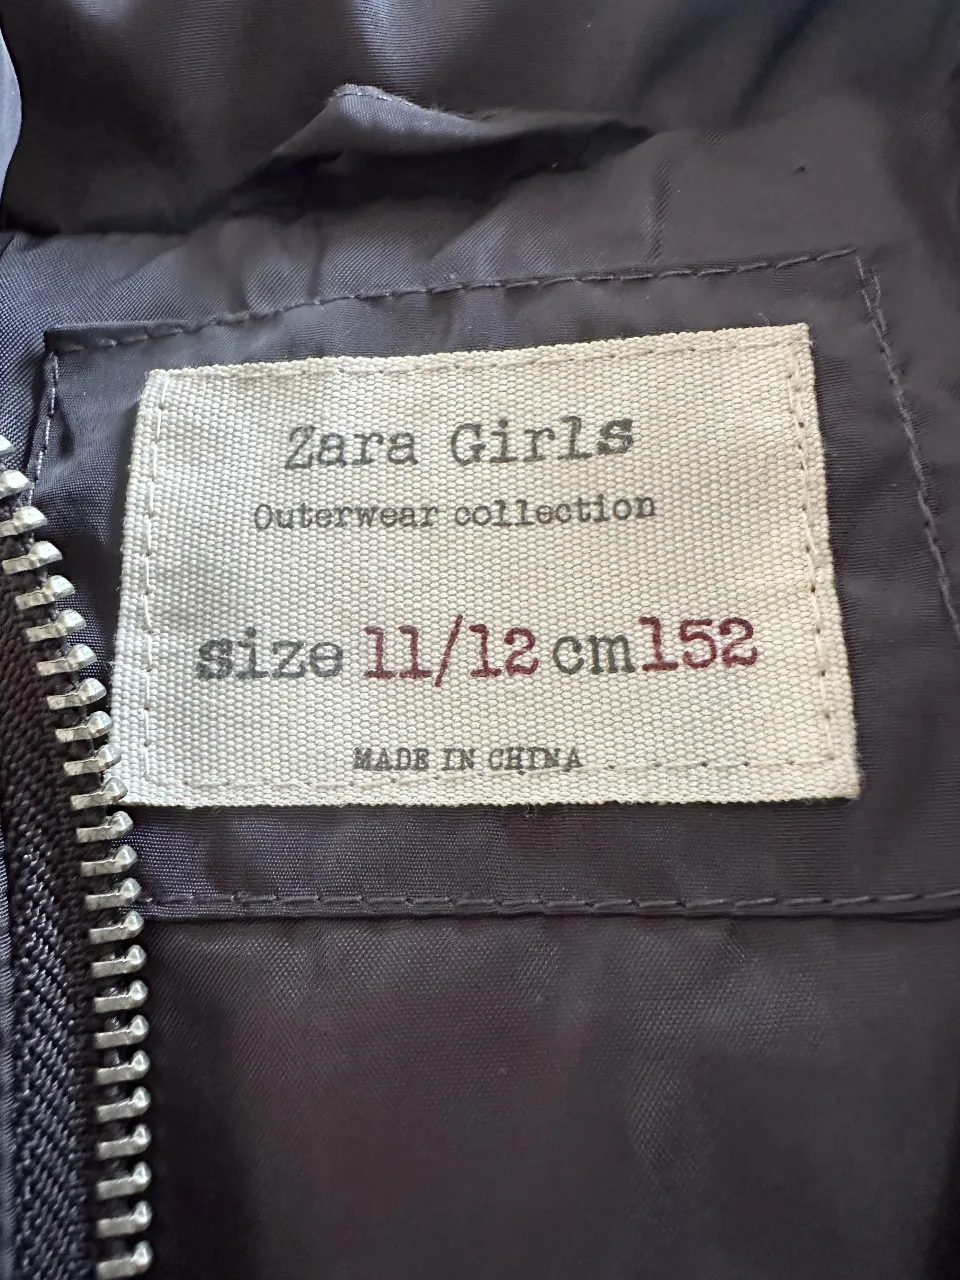 Zara Girls
Outerwear collection
size 11/12 cm152
MADE IN CHINA